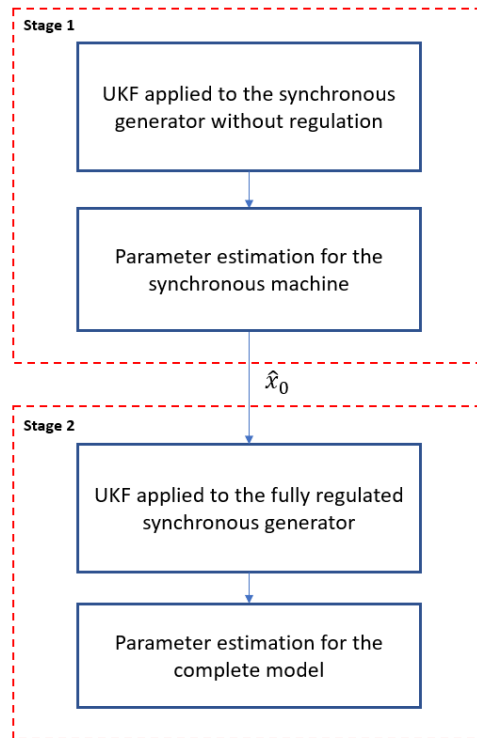 Stage 1
UKF applied to the synchronous
generator without regulation
Parameter estimation for the
synchronous machine
x̂₀
Stage 2
UKF applied to the fully regulated
synchronous generator
Parameter estimation for the
complete model